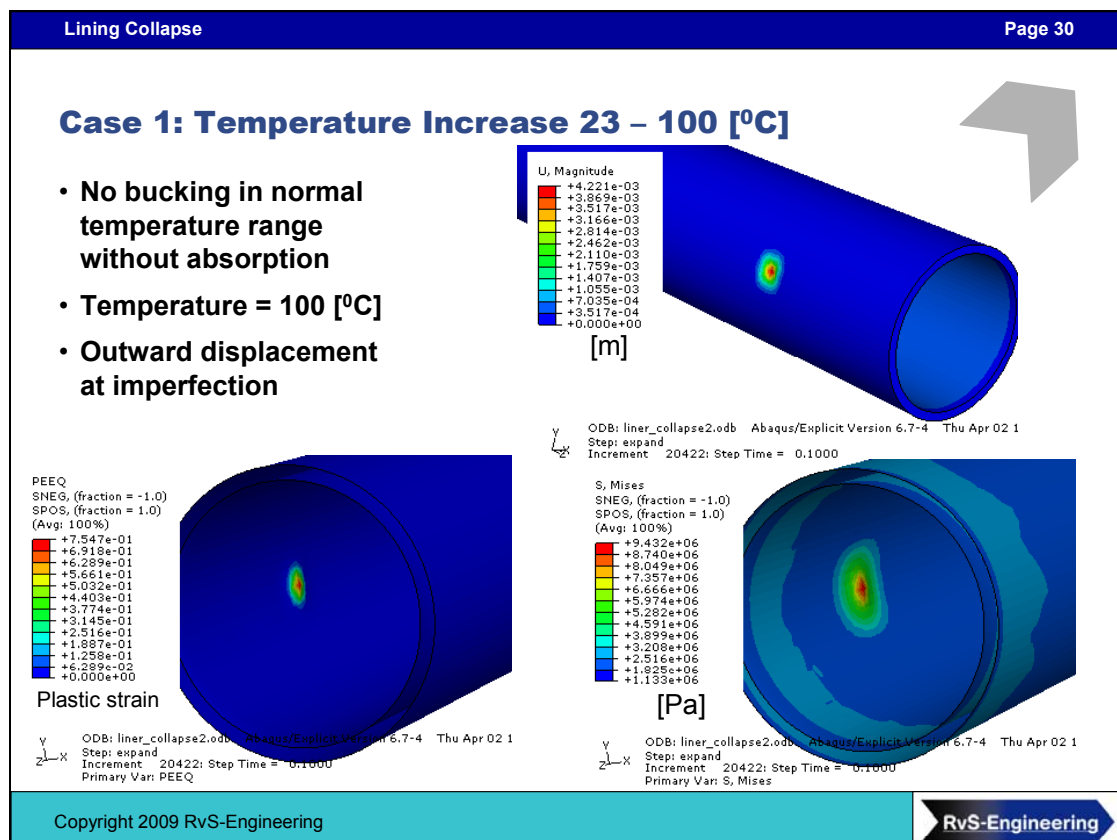 Lining Collapse
Page 30
Case 1: Temperature Increase 23 – 100 [⁰C]
• No bucking in normal
temperature range
without absorption
• Temperature = 100 [⁰C]
• Outward displacement
at imperfection
U, Magnitude
+4.221e-03
+3.869e-03
+3.517e-03
+3.166e-03
+2.814e-03
+2.462e-03
+2.110e-03
+1.759e-03
+1.407e-03
+1.055e-03
+7.035e-04
+3.517e-04
+0.000e+00
[m]
Y
Z X
ODB: liner_collapse2.odb Abaqus/Explicit Version 6.7-4 Thu Apr 02 1
Step: expand
Increment 20422: Step Time = 0.1000
PEEQ
SNEG, (fraction = -1.0)
SPOS, (fraction = 1.0)
(Avg: 100%)
+7.547e-01
+6.918e-01
+6.289e-01
+5.661e-01
+5.032e-01
+4.403e-01
+3.774e-01
+3.145e-01
+2.516e-01
+1.887e-01
+1.258e-01
+6.289e-02
+0.000e+00
Plastic strain
Y
Z X
ODB: liner_collapse2.odb Abaqus/Explicit Version 6.7-4 Thu Apr 02 1
Step: expand
Increment 20422: Step Time = 0.1000
Primary Var: PEEQ
S, Mises
SNEG, (fraction = -1.0)
SPOS, (fraction = 1.0)
(Avg: 100%)
+9.432e+06
+8.740e+06
+8.049e+06
+7.357e+06
+6.666e+06
+5.974e+06
+5.282e+06
+4.591e+06
+3.899e+06
+3.208e+06
+2.516e+06
+1.825e+06
+1.133e+06
[Pa]
Y
Z X
ODB: liner_collapse2.odb Abaqus/Explicit Version 6.7-4 Thu Apr 02 1
Step: expand
Increment 20422: Step Time = 0.1000
Primary Var: S, Mises
Copyright 2009 RvS-Engineering
RvS-Engineering